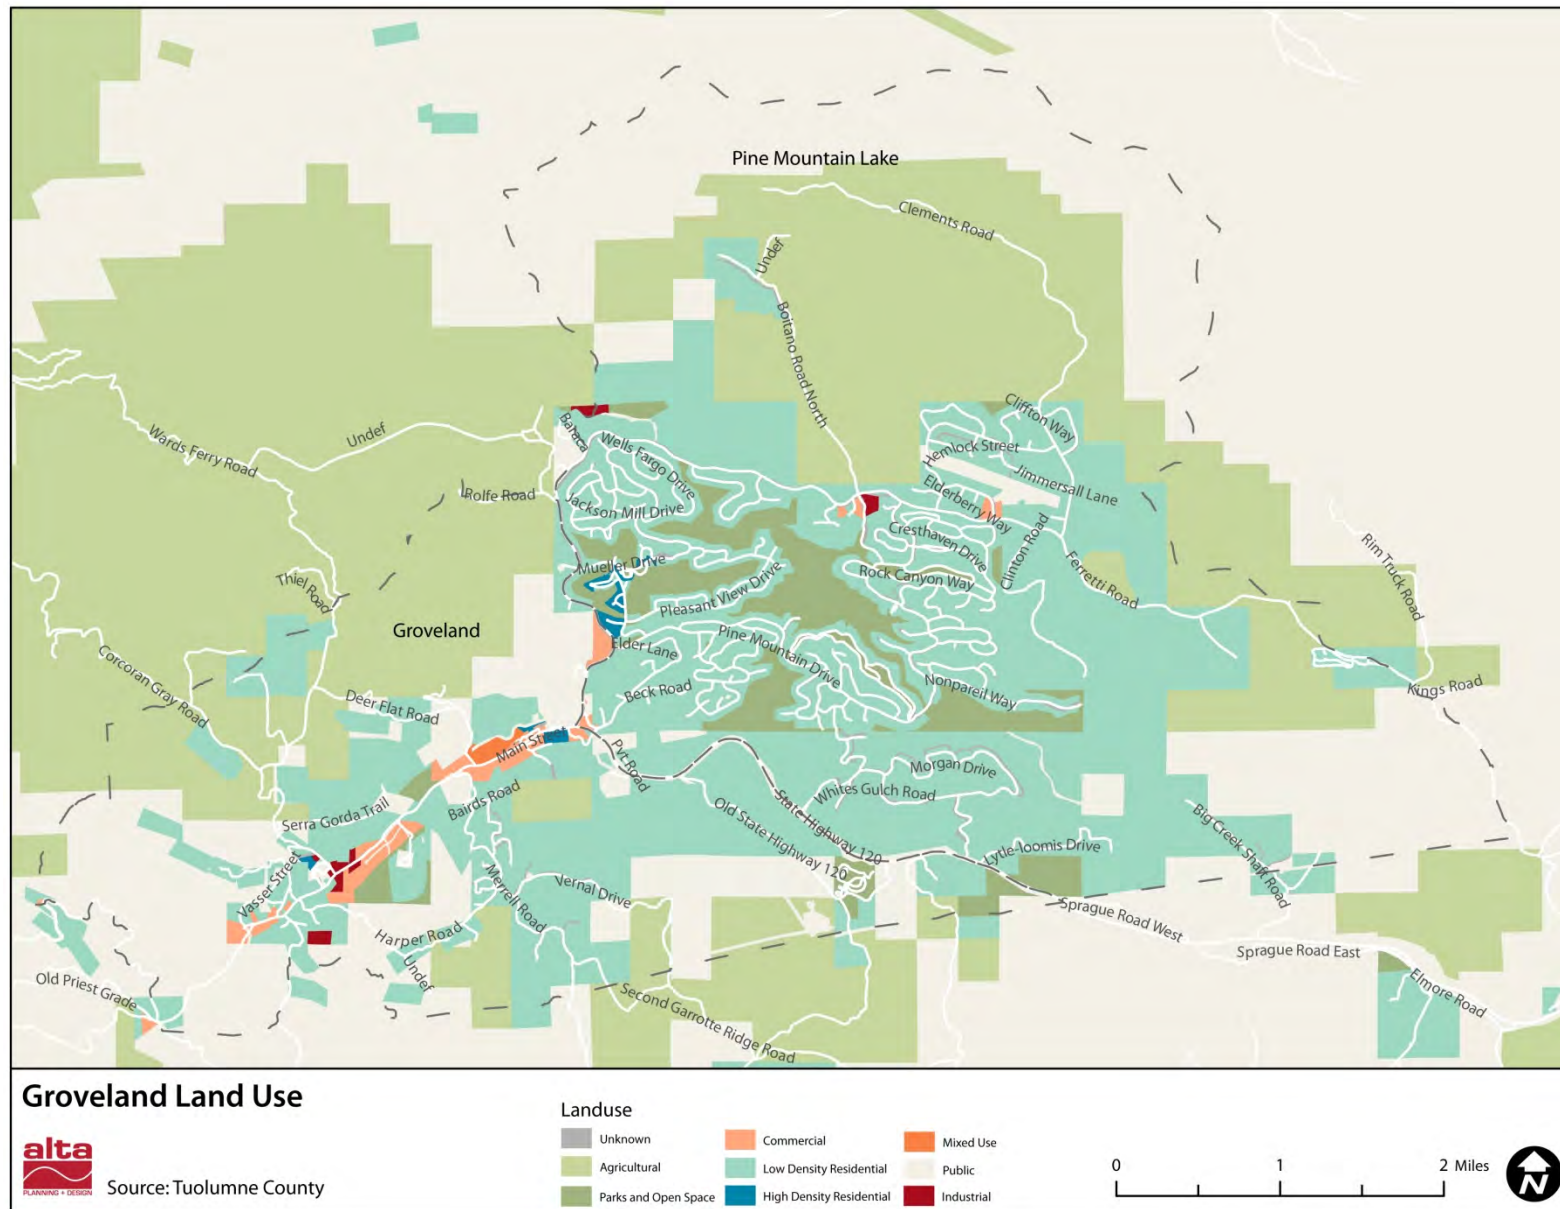 Pine Mountain Lake
Clements Road
Undef
Boitano Road North
Cliffton Way
Baraca
Wells Fargo Drive
Hemlock Street
Undef
Wards Ferry Road
Jimmersall Lane
Rolfe Road
Jackson Mill Drive
Elderberry Way
Cresthaven Drive
Clinton Road
Rim Truck Road
Mueller Drive
Rock Canyon Way
Ferretti Road
Thiel Road
Pleasant View Drive
Groveland
Elder Lane
Pine Mountain Drive
Corcoran Gray Road
Beck Road
Nonpareil Way
Kings Road
Deer Flat Road
Main Street
Pvt Road
Morgan Drive
Whites Gulch Road
Bairds Road
Serra Gorda Trail
State Highway 120
Old State Highway 120
Big Creek Shaft Road
Lytle-loomis Drive
Vasser Street
Merrell Road
Vernal Drive
Harper Road
Sprague Road West
Sprague Road East
Undef
Old Priest Grade
Elmore Road
Second Garrotte Ridge Road
Groveland Land Use
alta
PLANNING + DESIGN
Source: Tuolumne County
Landuse
Unknown
Agricultural
Parks and Open Space
Commercial
Low Density Residential
High Density Residential
Mixed Use
Public
Industrial
0 1 2 Miles
N